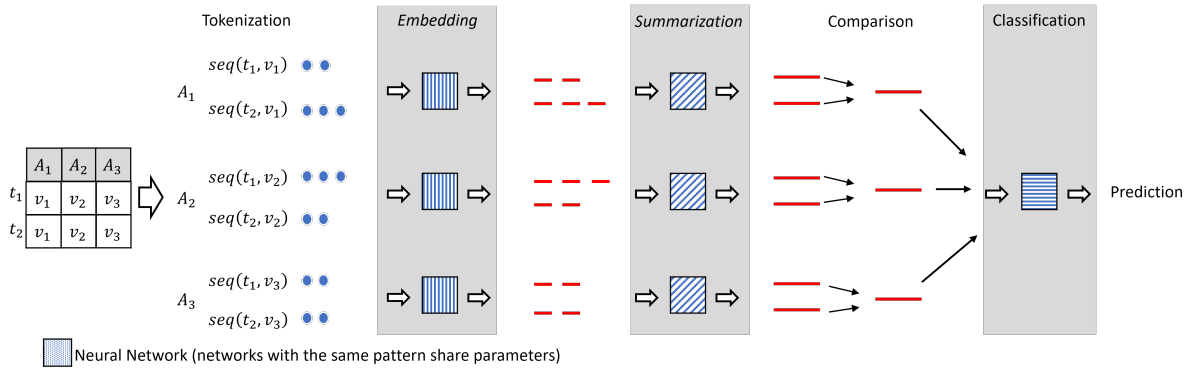 Tokenization Embedding Summarization Comparison Classification
seq(t₁, v₁)
A₁
seq(t₂, v₁)
A₁ A₂ A₃
t₁ v₁ v₂ v₃
t₂ v₁ v₂ v₃
seq(t₁, v₂)
A₂
seq(t₂, v₂)
Prediction
seq(t₁, v₃)
A₃
seq(t₂, v₃)
Neural Network (networks with the same pattern share parameters)